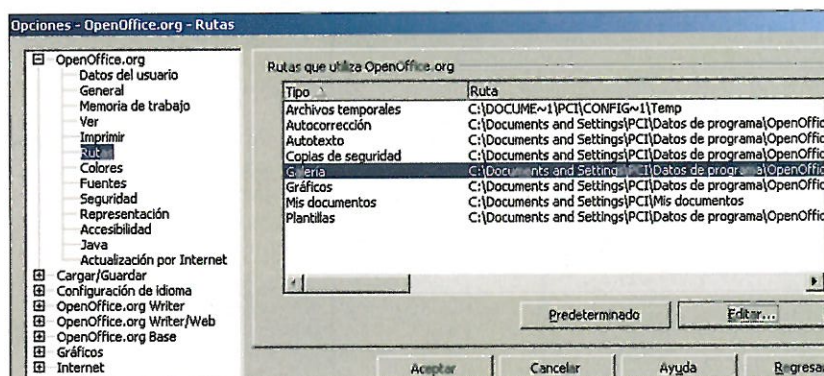 Opciones - OpenOffice.org - Rutas
OpenOffice.org
Datos del usuario
General
Memoria de trabajo
Ver
Imprimir
Rutas
Colores
Fuentes
Seguridad
Representación
Accesibilidad
Java
Actualización por Internet
Cargar/Guardar
Configuración de idioma
OpenOffice.org Writer
OpenOffice.org Writer/Web
OpenOffice.org Base
Gráficos
Internet
Rutas que utiliza OpenOffice.org
Tipo Ruta
Archivos temporales C:\DOCUME~1\PCI\CONFIG~1\Temp
Autocorrección C:\Documents and Settings\PCI\Datos de programa\OpenOffic
Autotexto C:\Documents and Settings\PCI\Datos de programa\OpenOffic
Copias de seguridad C:\Documents and Settings\PCI\Datos de programa\OpenOffic
Galería C:\Documents and Settings\PCI\Datos de programa\OpenOffic
Gráficos C:\Documents and Settings\PCI\Datos de programa\OpenOffic
Mis documentos C:\Documents and Settings\PCI\Mis documentos
Plantillas C:\Documents and Settings\PCI\Datos de programa\OpenOffic
Predeterminado Editar...
Aceptar Cancelar Ayuda Regresar